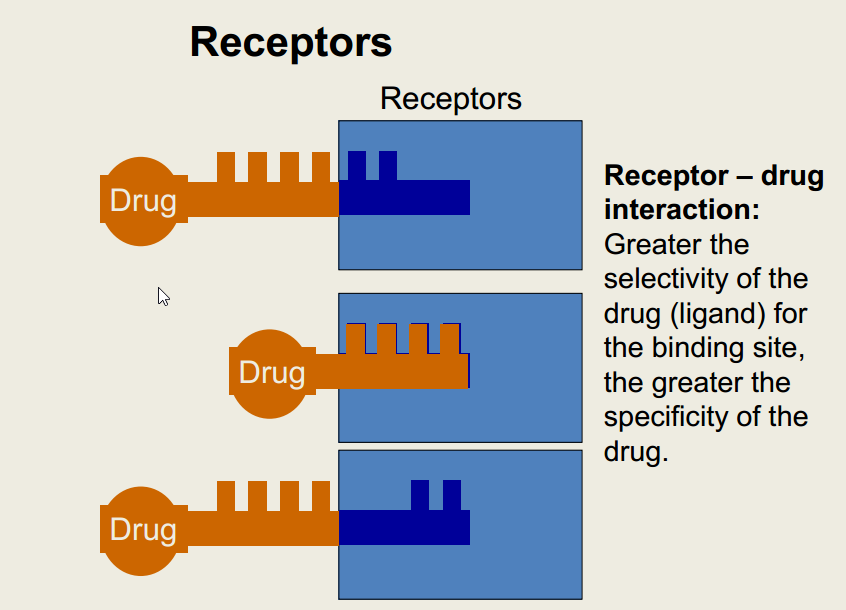 Receptors
Receptors
Drug
Drug
Drug
Receptor – drug
interaction:
Greater the
selectivity of the
drug (ligand) for
the binding site,
the greater the
specificity of the
drug.